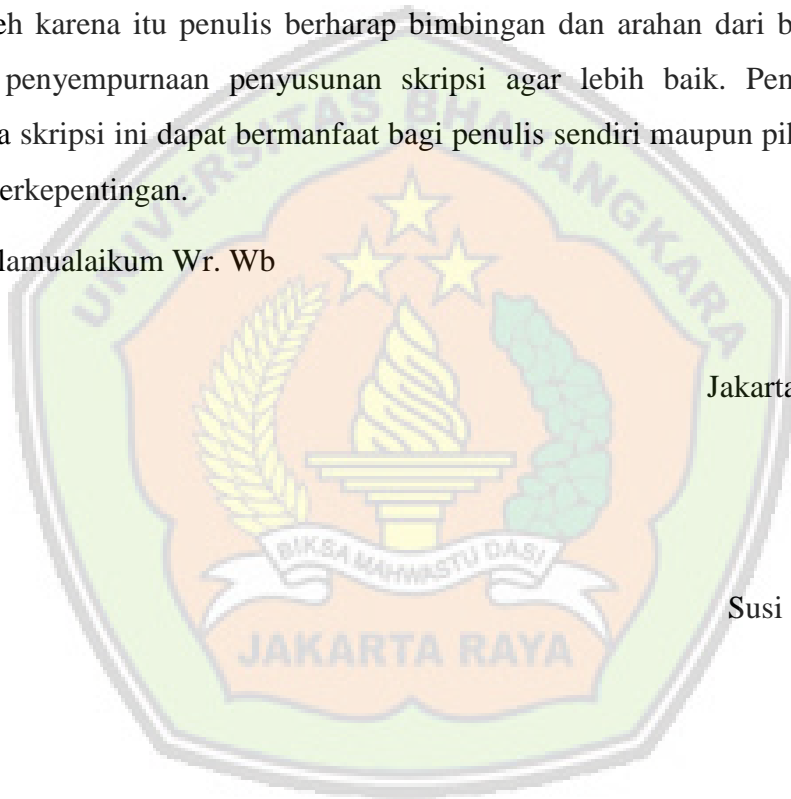 eh karena itu penulis berharap bimbingan dan arahan dari b
penyempurnaan penyusunan skripsi agar lebih baik. Pen
a skripsi ini dapat bermanfaat bagi penulis sendiri maupun pil
erkepentingan.
lamualaikum Wr. Wb
Jakarta
Susi
UNIVERSITAS BHAYANGKARA
BIKSA MAHWASTU DASI
JAKARTA RAYA